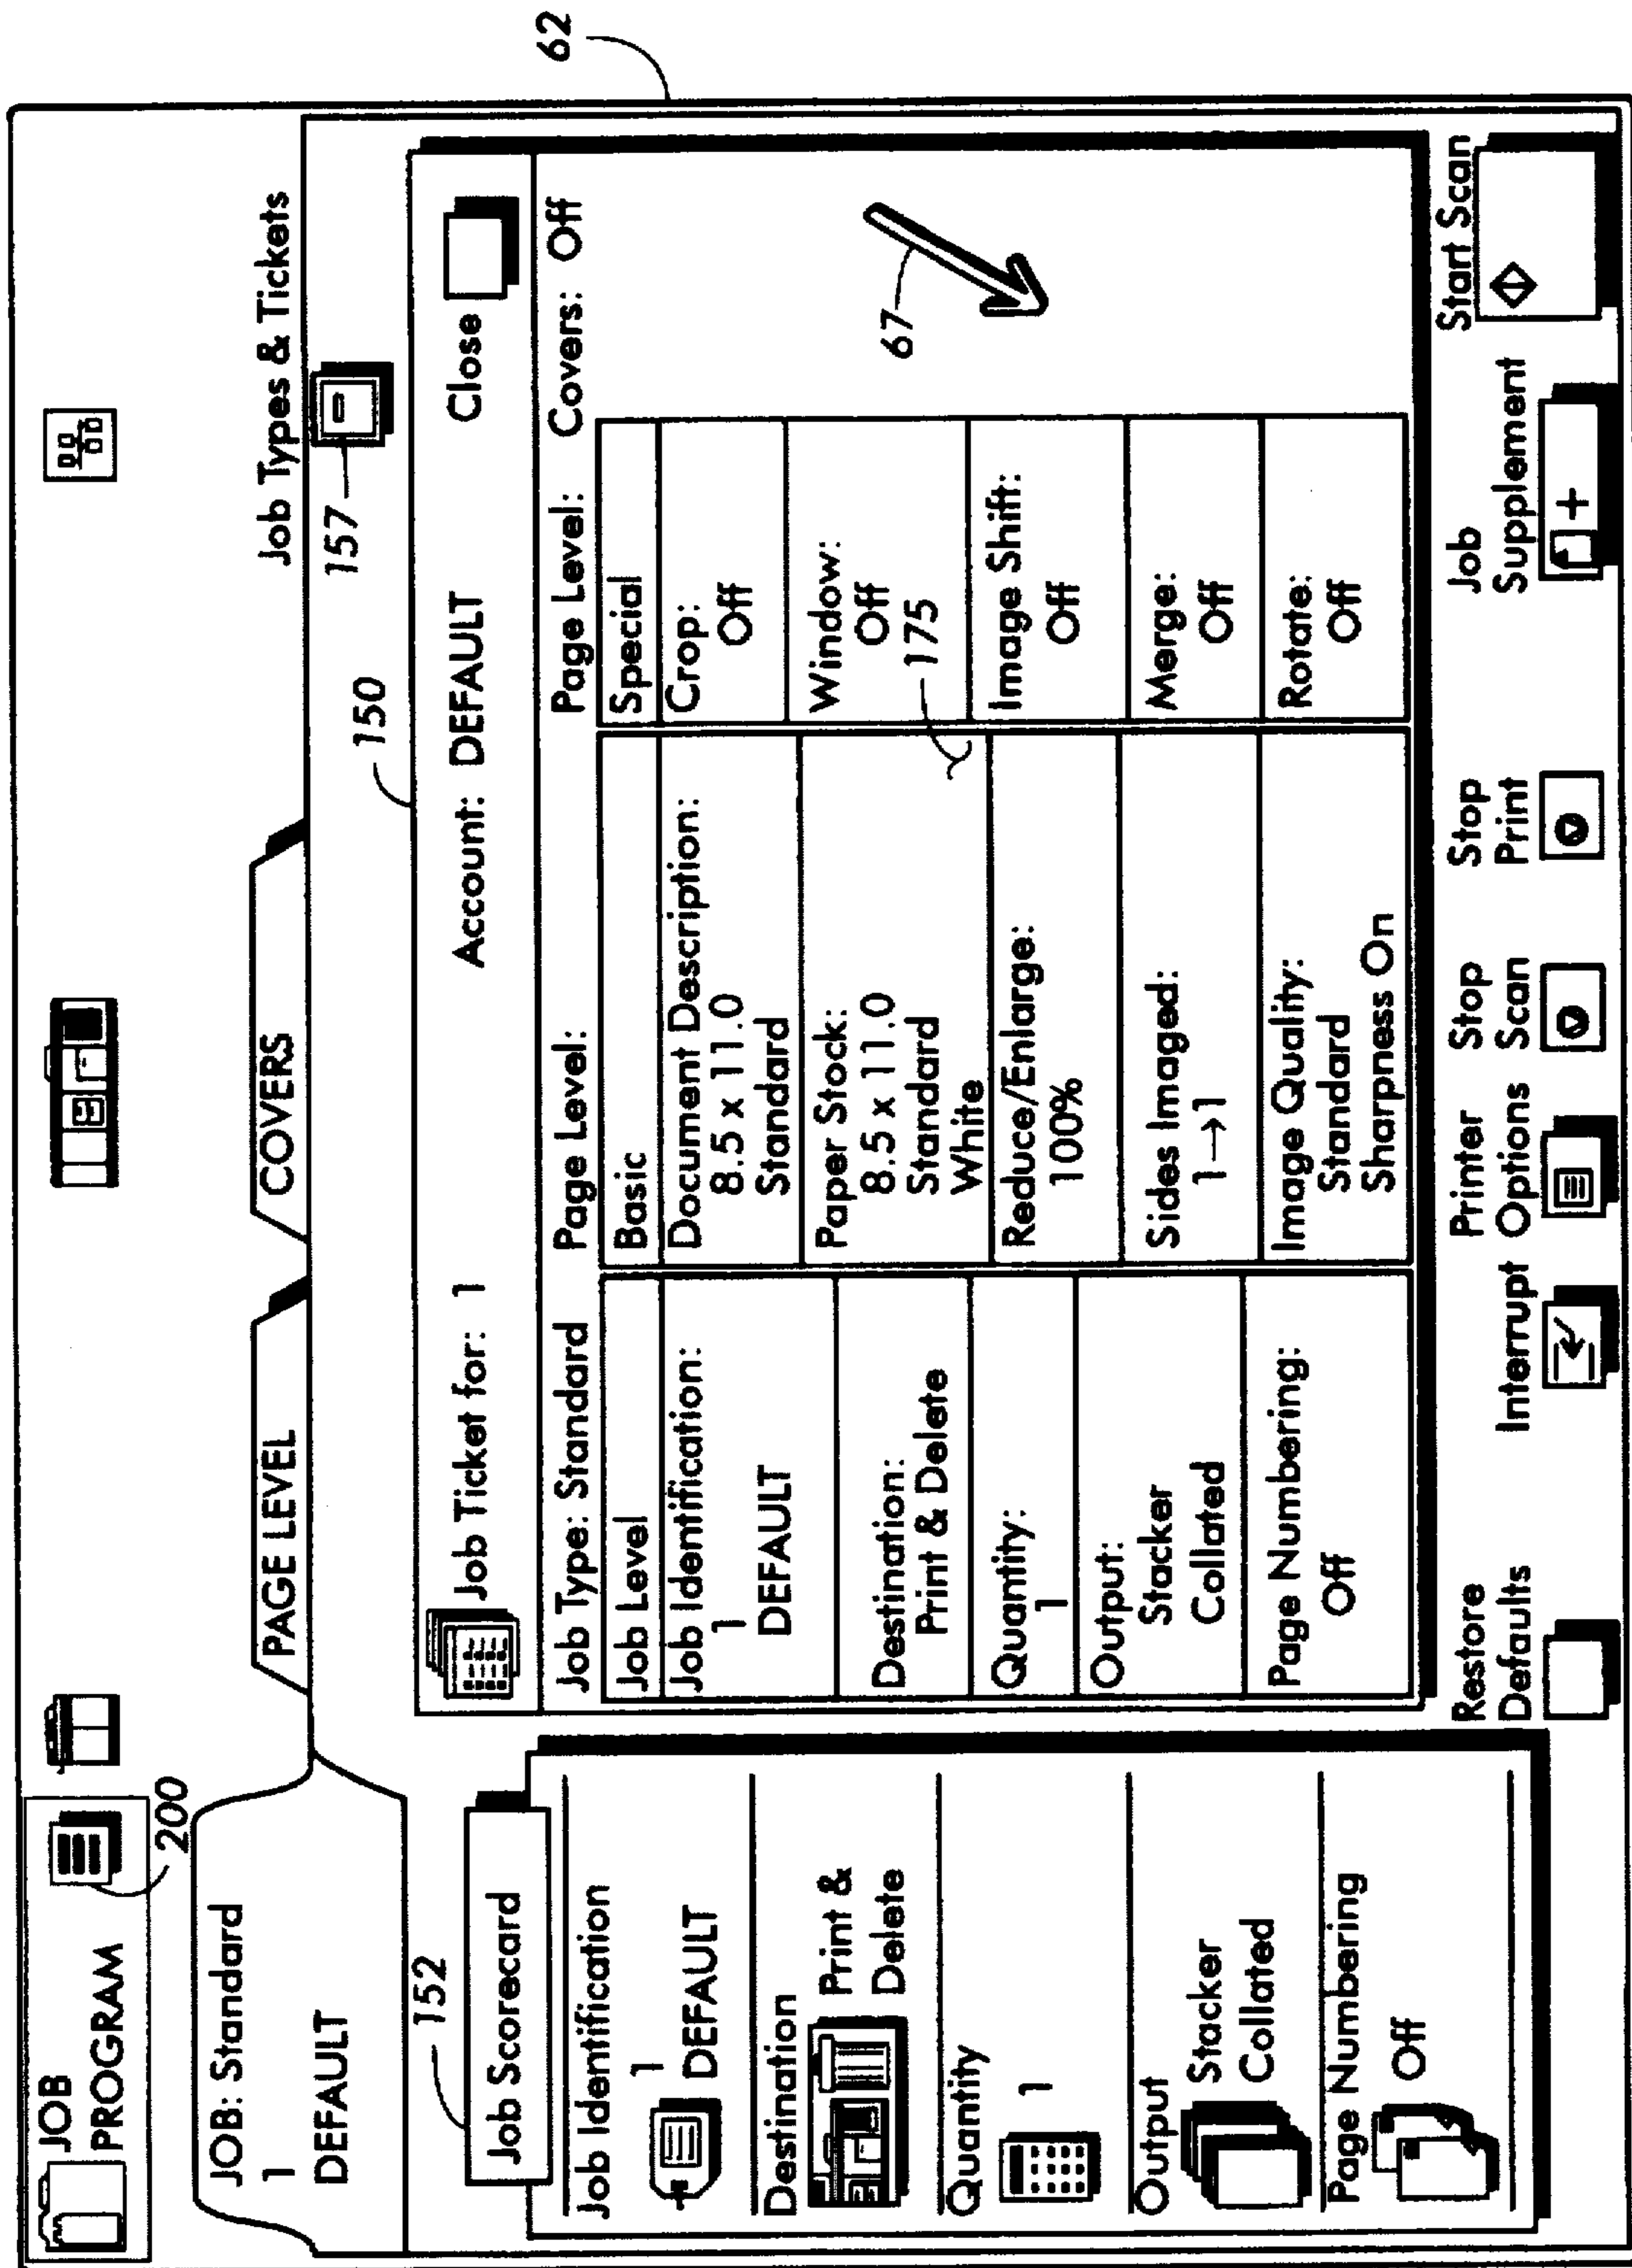 62
JOB
PROGRAM
200
JOB: Standard
1
DEFAULT
PAGE LEVEL
COVERS
Job Types & Tickets
157
150
152
Job Scorecard
Job Identification
1
DEFAULT
Destination
Print &
Delete
Quantity
1
Output
Stacker
Collated
Page Numbering
Off
Job Ticket for: 1
Account: DEFAULT
Close
Job Type: Standard
Job Level
Job Identification:
1
DEFAULT
Destination:
Print & Delete
Quantity:
1
Output:
Stacker
Collated
Page Numbering:
Off
Page Level:
Basic
Document Description:
8.5 x 11.0
Standard
Paper Stock:
8.5 x 11.0
Standard
White
Reduce/Enlarge:
100%
Sides Imaged:
1→1
Image Quality:
Standard
Sharpness On
Page Level:
Special
Crop:
Off
Window:
Off
175
Image Shift:
Off
Merge:
Off
Rotate:
Off
Covers: Off
67
Restore
Defaults
Interrupt
Printer
Options
Stop
Scan
Stop
Print
Job
Supplement
Start Scan